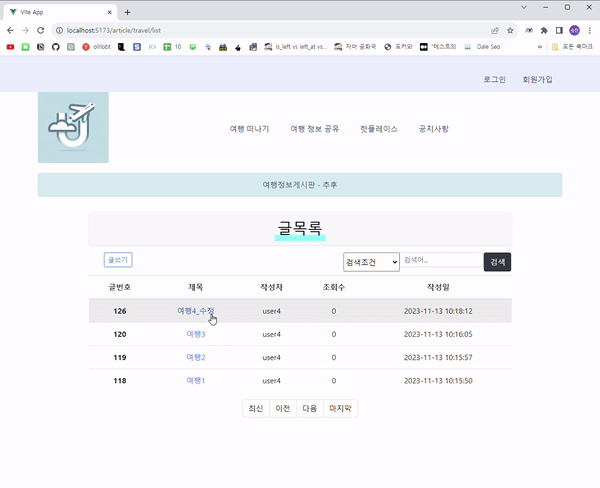 Vite App
localhost:5173/article/travel/list
olriobt
10
is_left vs left_at vs...
자바 공화국
도커와
테스트의
Dale Seo
모든 북마크
로그인 회원가입
여행 떠나기 여행 정보 공유 핫플레이스 공지사항
여행정보게시판 - 추후
글목록
글쓰기 검색조건 검색어.. 검색
글번호 제목 작성자 조회수 작성일
126 여행4_수정 user4 0 2023-11-13 10:18:12
120 여행3 user4 0 2023-11-13 10:16:05
119 여행2 user4 0 2023-11-13 10:15:57
118 여행1 user4 0 2023-11-13 10:15:50
최신 이전 다음 마지막